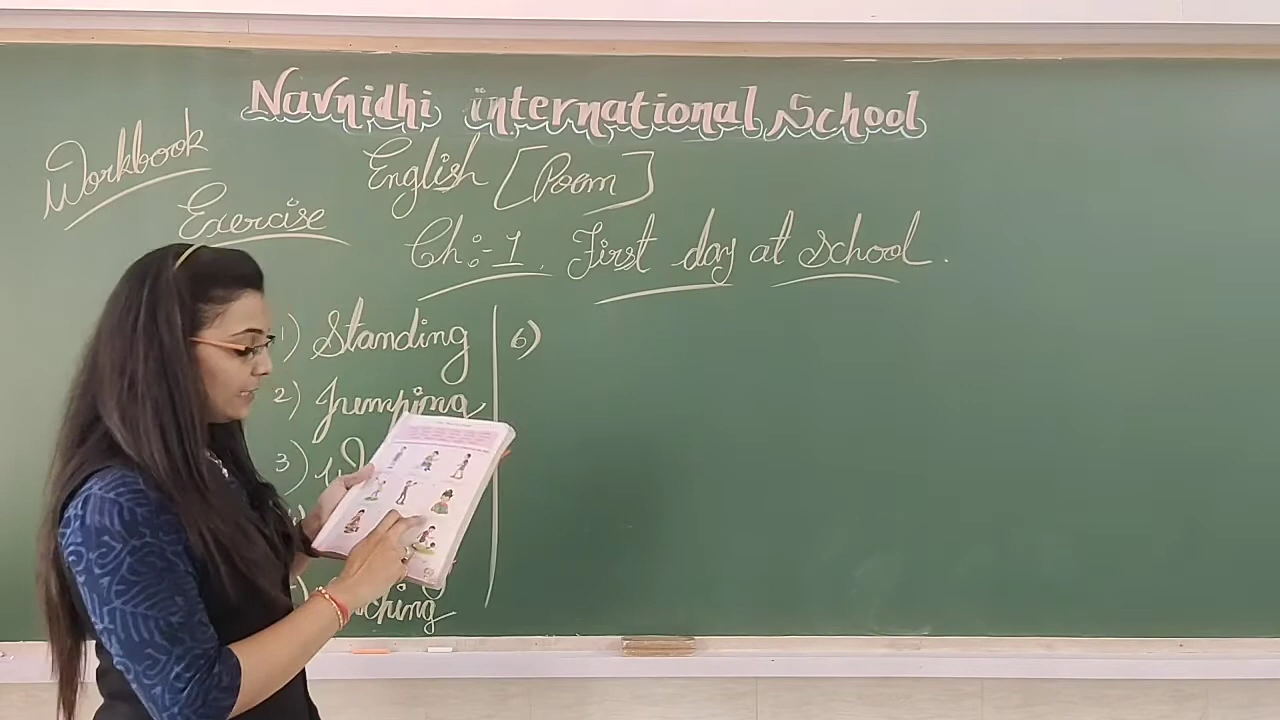 Navnidhi international School
Workbook
English [Poem]
Exercise
Ch:-1. First day at School.
1) Standing
2) Jumping
3)
6)